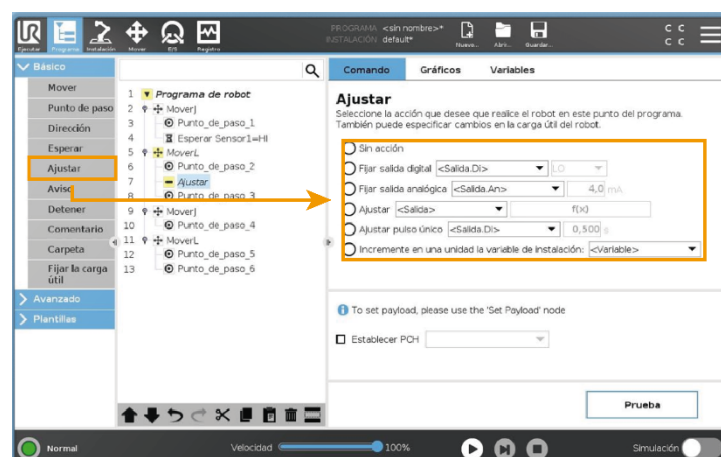 UR
PROGRAMA <sin nombre>*
INSTALACIÓN default*
Ejecutar Programa Instalación Mover E/S Registro Nuevo... Abrir... Guardar...
C C
C C
Básico
Mover
Punto de paso
Dirección
Esperar
Ajustar
Aviso
Detener
Comentario
Carpeta
Fijar la carga
útil
Avanzado
Plantillas
1 Programa de robot
2 MoverJ
3 Punto_de_paso_1
4 Esperar Sensor1=HI
5 MoverL
6 Punto_de_paso_2
7 Ajustar
8 Punto_de_paso_3
9 MoverJ
10 Punto_de_paso_4
11 MoverL
12 Punto_de_paso_5
13 Punto_de_paso_6
Comando Gráficos Variables
Ajustar
Seleccione la acción que desee que realice el robot en este punto del programa.
También puede especificar cambios en la carga útil del robot.
Sin acción
Fijar salida digital <Salida.Di> LO
Fijar salida analógica <Salida.An> 4,0 mA
Ajustar <Salida> f(x)
Ajustar pulso único <Salida.Di> 0,500 s
Incremente en una unidad la variable de instalación: <Variable>
To set payload, please use the 'Set Payload' node
Establecer PCH
Prueba
Normal
Velocidad 100%
Simulación